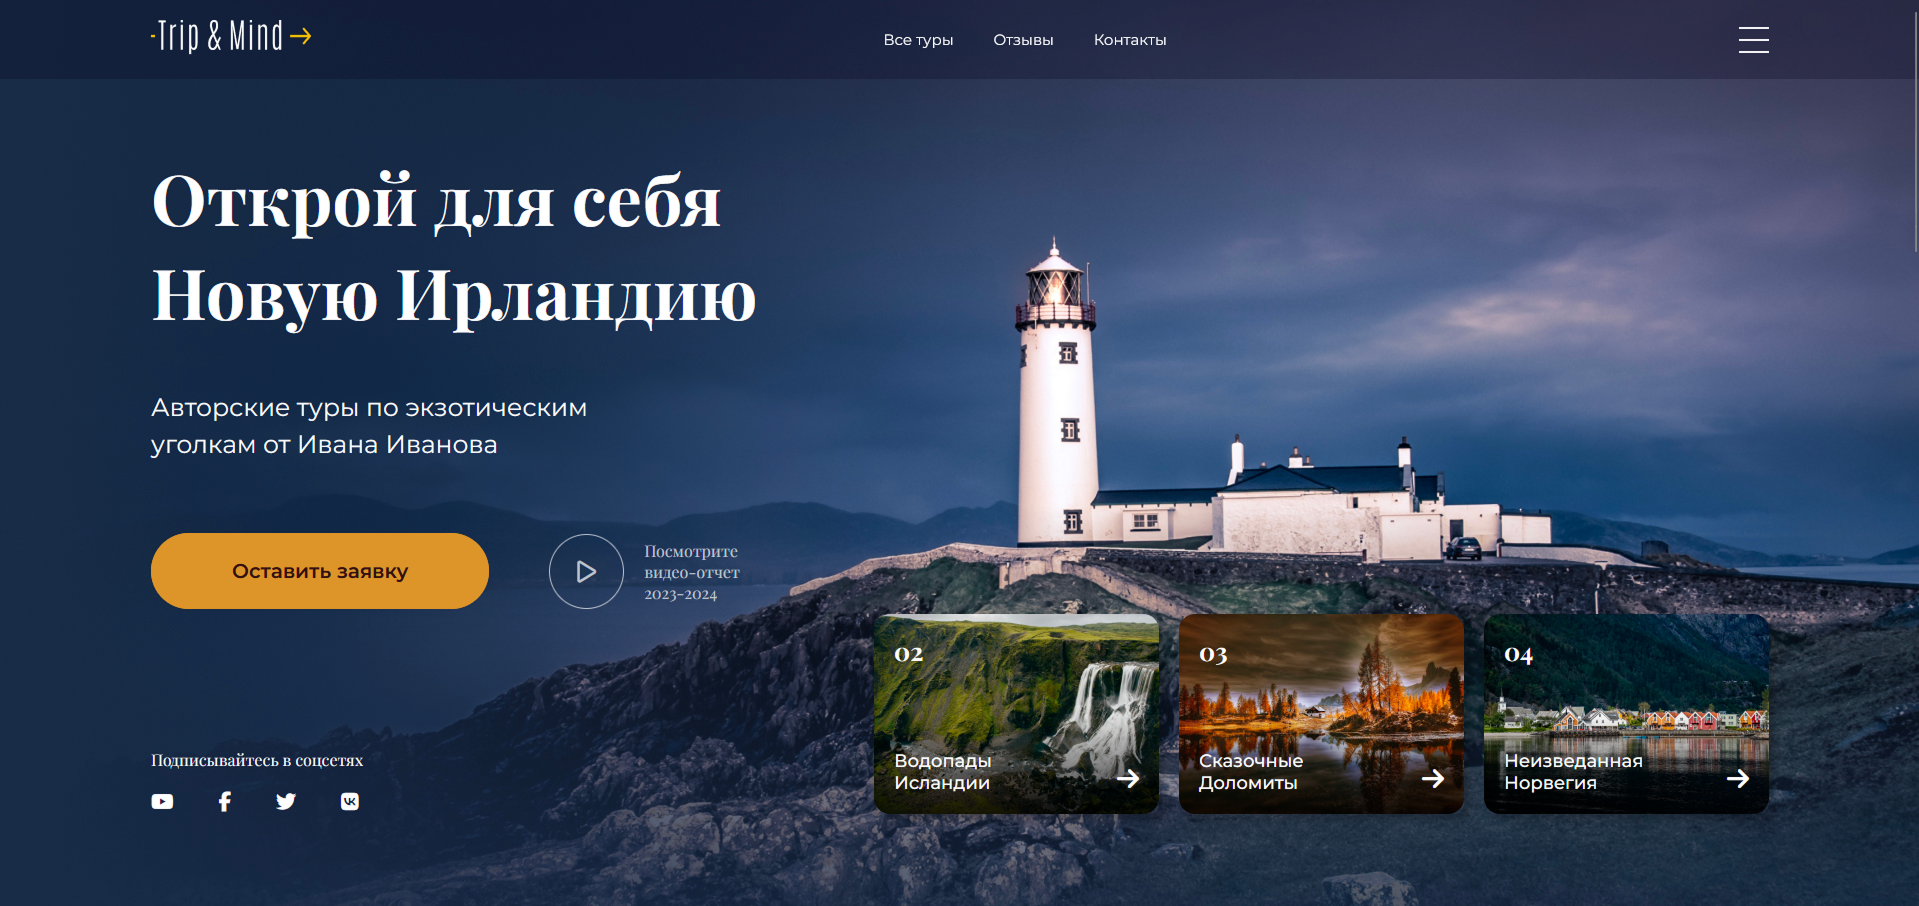 Trip & Mind
Все туры
Отзывы
Контакты
Открой для себя
Новую Ирландию
Авторские туры по экзотическим
уголкам от Ивана Иванова
Оставить заявку
Посмотрите
видео-отчет
2023-2024
02
Водопады
Исландии
03
Сказочные
Доломиты
04
Неизведанная
Норвегия
Подписывайтесь в соцсетях